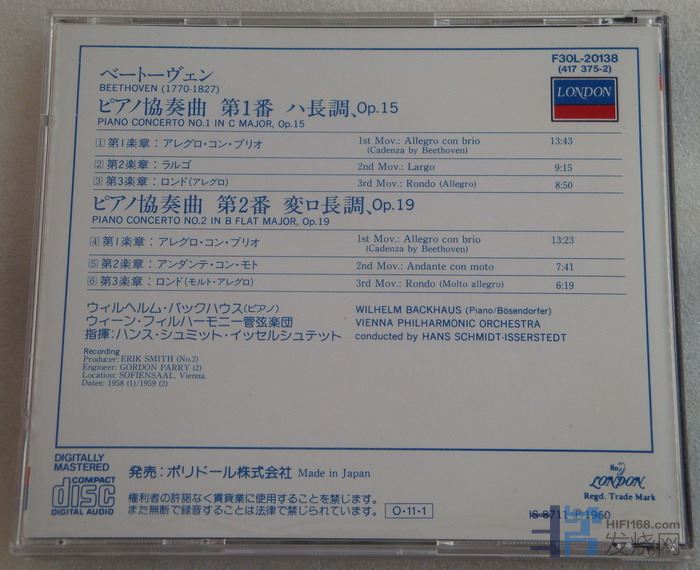 F30L-20138
(417 375-2)
LONDON
ベートーヴェン
BEETHOVEN (1770-1827)
ピアノ協奏曲 第1番 ハ長調、Op.15
PIANO CONCERTO NO.1 IN C MAJOR, Op.15
1 第1楽章：アレグロ・コン・ブリオ 1st Mov.: Allegro con brio 13:43
(Cadenza by Beethoven)
2 第2楽章：ラルゴ 2nd Mov.: Largo 9:15
3 第3楽章：ロンド(アレグロ) 3rd Mov.: Rondo (Allegro) 8:50
ピアノ協奏曲 第2番 変ロ長調、Op.19
PIANO CONCERTO NO.2 IN B FLAT MAJOR, Op.19
4 第1楽章：アレグロ・コン・ブリオ 1st Mov.: Allegro con brio 13:23
(Cadenza by Beethoven)
5 第2楽章：アンダンテ・コン・モト 2nd Mov.: Andante con moto 7:41
6 第3楽章：ロンド(モルト・アレグロ) 3rd Mov.: Rondo (Molto allegro) 6:19
ウィルヘルム・バックハウス(ピアノ) WILHELM BACKHAUS (Piano/Bösendorfer)
ウィーン・フィルハーモニー管弦楽団 VIENNA PHILHARMONIC ORCHESTRA
指揮：ハンス・シュミット・イッセルシュテット conducted by HANS SCHMIDT-ISSERSTEDT
Recording
Producer: ERIK SMITH (No.2)
Engineer: GORDON PARRY (2)
Location: SOFIENSAAL, Vienna.
Dates: 1958 (1)/1959 (2)
DIGITALLY
MASTERED
COMPACT
disc
DIGITAL AUDIO
発売：ポリドール株式会社 Made in Japan
権利者の許諾なく賃貸業に使用することを禁じます。
また無断で録音することは法律で禁じられています。
O・11・1
LONDON
Regd. Trade Mark
IS 8711 P 1960
HIFI168.com
发烧网